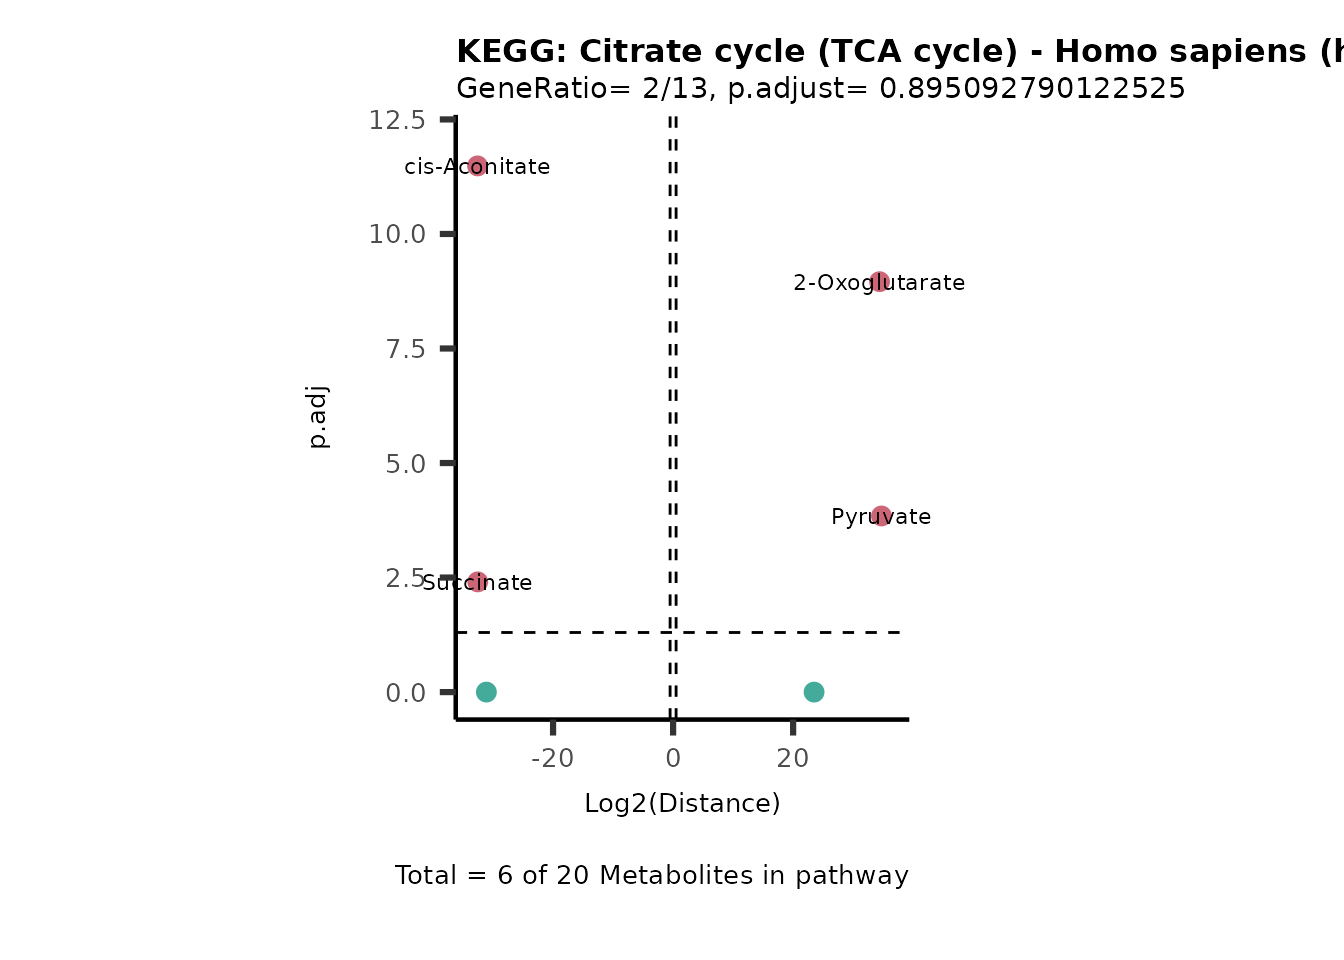 KEGG: Citrate cycle (TCA cycle) - Homo sapiens (h
GeneRatio= 2/13, p.adjust= 0.895092790122525
12.5
cis-Aconitate
10.0
2-Oxoglutarate
7.5
p.adj
5.0
Pyruvate
2.5
Succinate
0.0
-20 0 20
Log2(Distance)
Total = 6 of 20 Metabolites in pathway